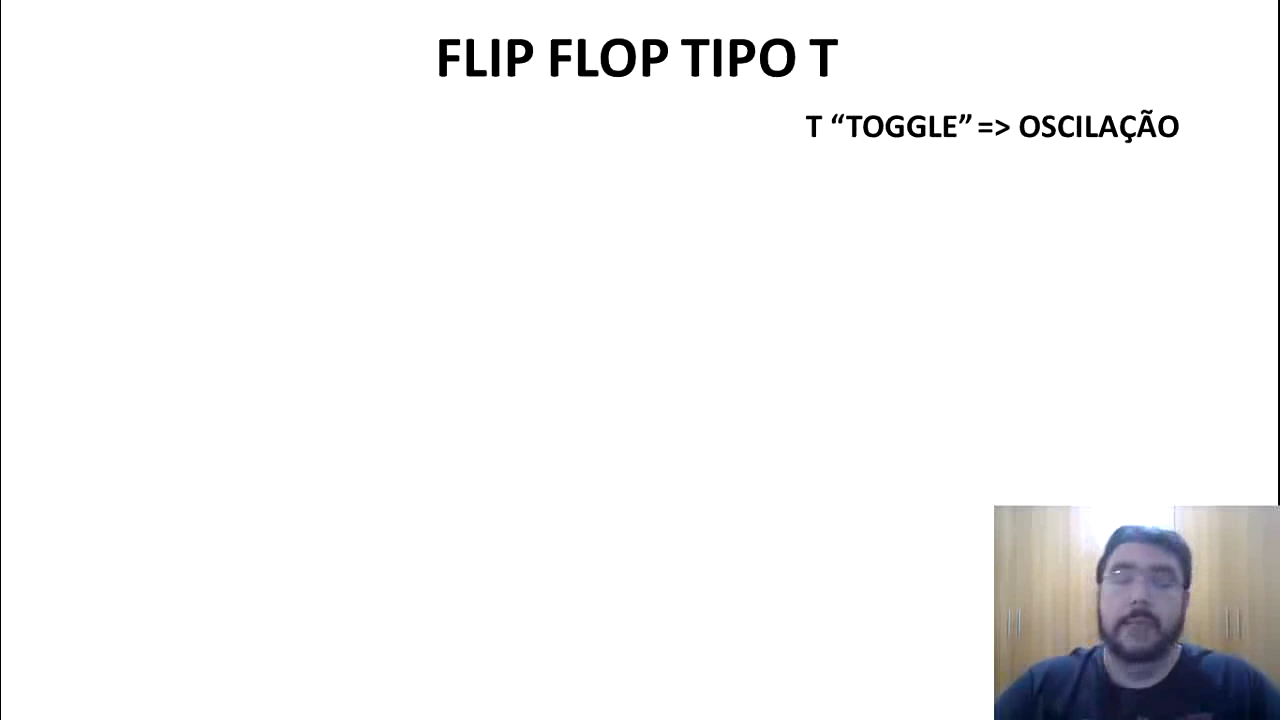 FLIP FLOP TIPO T
T “TOGGLE” => OSCILAÇÃO